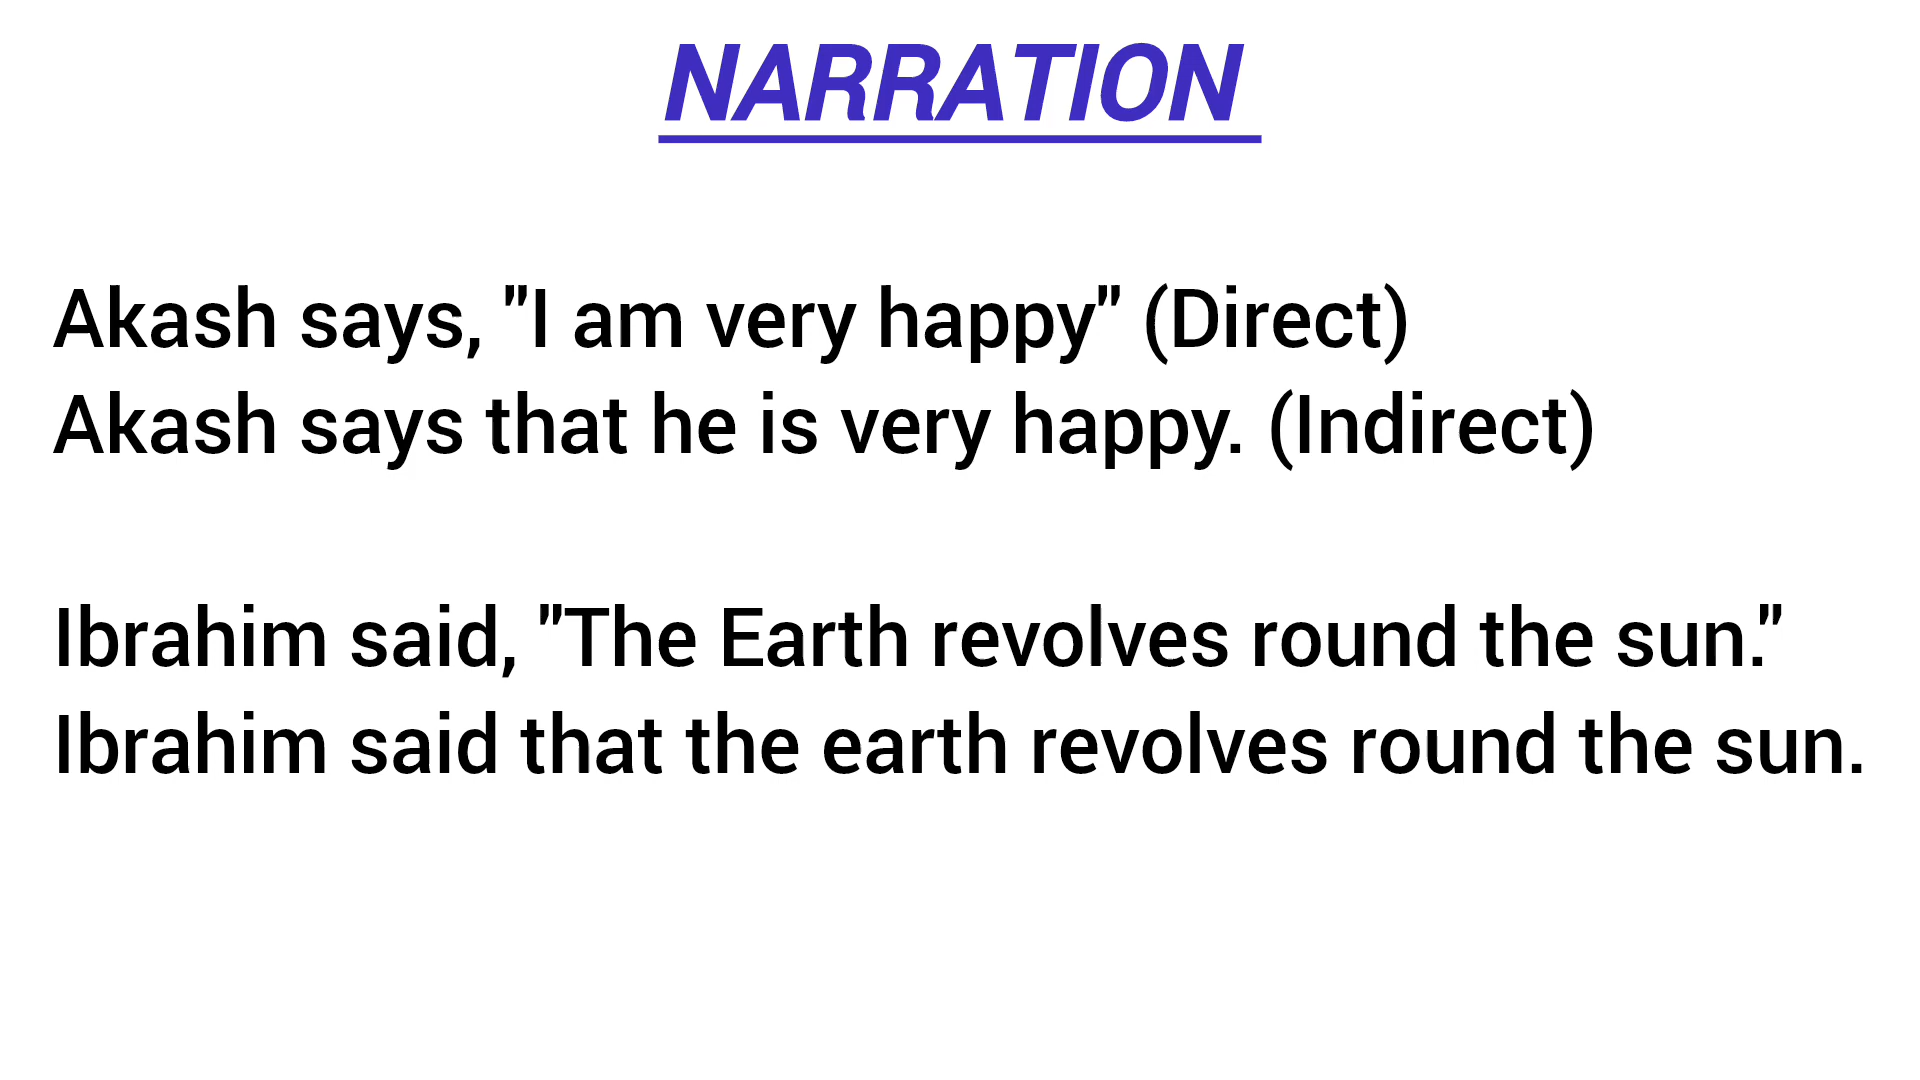 NARRATION
Akash says, "I am very happy" (Direct)
Akash says that he is very happy. (Indirect)
Ibrahim said, "The Earth revolves round the sun."
Ibrahim said that the earth revolves round the sun.